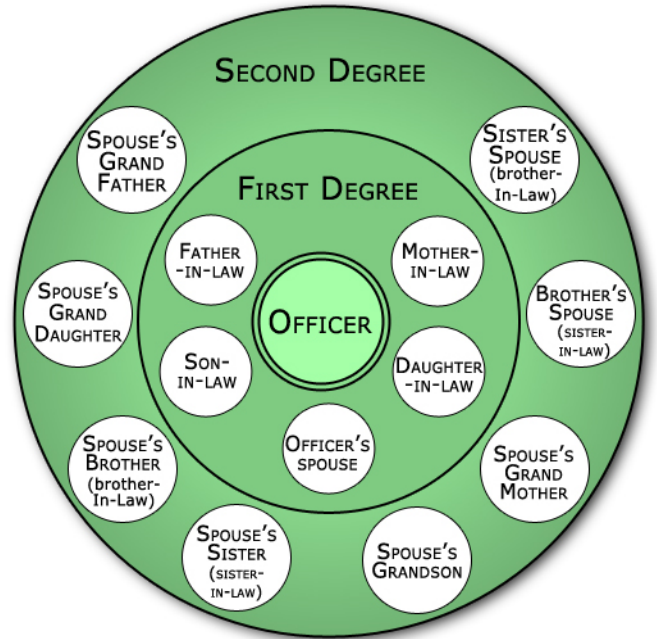 SECOND DEGREE
SPOUSE'S
GRAND
FATHER
SISTER'S
SPOUSE
(brother-
In-Law)
FIRST DEGREE
FATHER
-IN-LAW
MOTHER-
IN-LAW
SPOUSE'S
GRAND
DAUGHTER
OFFICER
BROTHER'S
SPOUSE
(SISTER-
IN-LAW)
SON-
IN-LAW
DAUGHTER
-IN-LAW
SPOUSE'S
BROTHER
(brother-
In-Law)
OFFICER'S
SPOUSE
SPOUSE'S
GRAND
MOTHER
SPOUSE'S
SISTER
(SISTER-
IN-LAW)
SPOUSE'S
GRANDSON